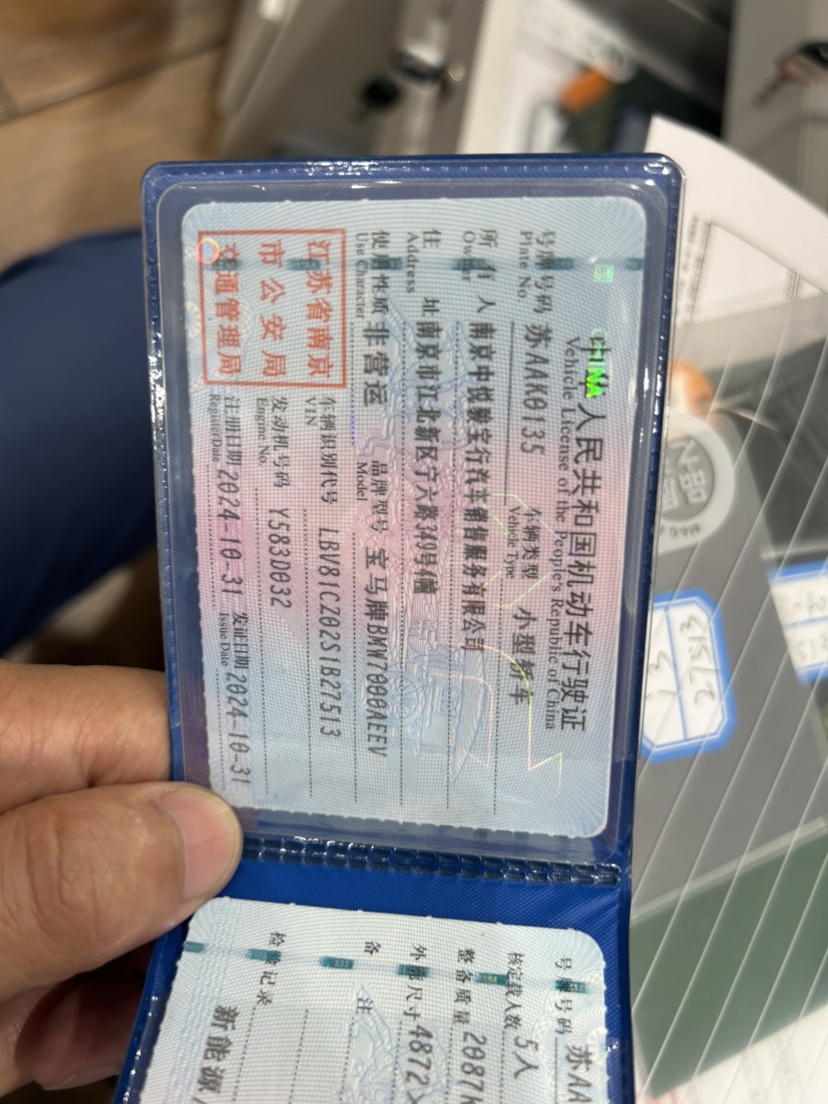 中华人民共和国机动车行驶证
Vehicle License of the People's Republic of China
号牌号码 苏AAK0135 车辆类型 小型轿车
Plate No. Vehicle Type
所有人 南京中悦骏宝行汽车销售服务有限公司
Owner
住址 南京市江北新区宁六路349号1幢
Address
使用性质 非营运 品牌型号 宝马牌BMW7000AEEV
Use Character Model
江苏省南京
市公安局
交通管理局
车辆识别代号 LBV81CZ02S1B27513
VIN
发动机号码 Y583D032
Engine No.
注册日期 2024-10-31 发证日期 2024-10-31
Register Date Issue Date
CHINA
号牌号码 苏AA
核定载人数 5人
整备质量 2087k
外廓尺寸 4872×
备注
检验记录
新能源